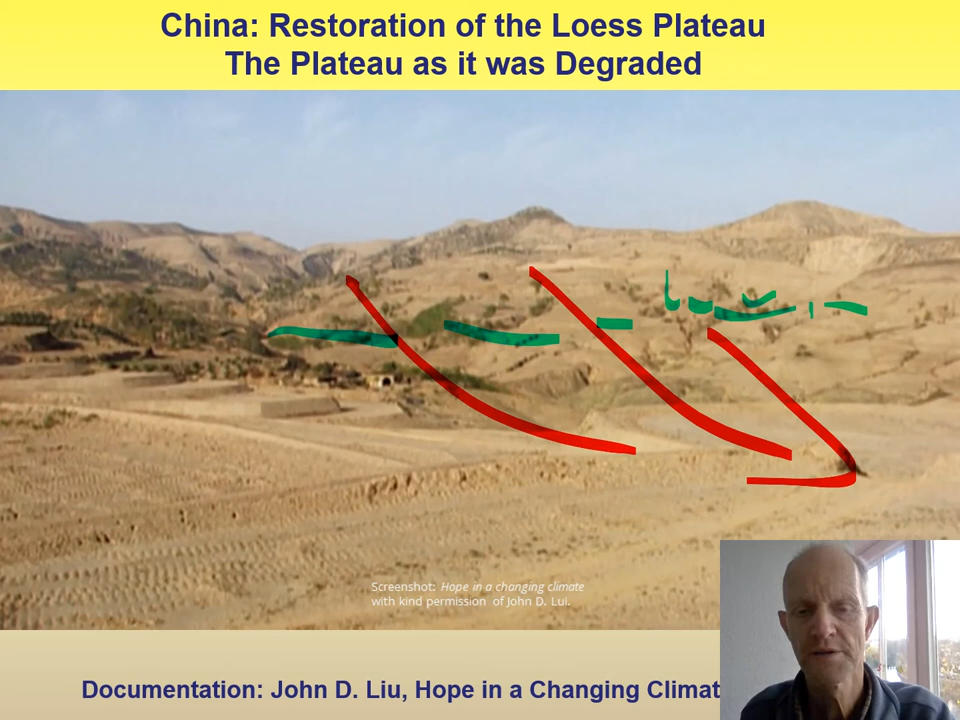 China: Restoration of the Loess Plateau
The Plateau as it was Degraded
Screenshot: Hope in a changing climate
with kind permission of John D. Lui.
Documentation: John D. Liu, Hope in a Changing Climat